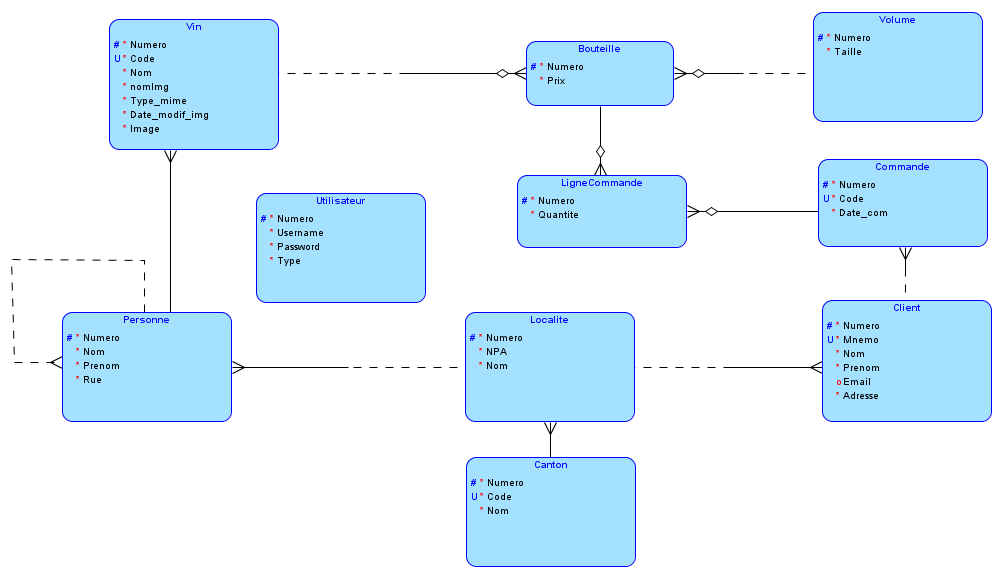 Vin
# * Numero
U * Code
* Nom
* nomImg
* Type_mime
* Date_modif_img
* Image
Bouteille
# * Numero
* Prix
Volume
# * Numero
* Taille
LigneCommande
# * Numero
* Quantite
Commande
# * Numero
U * Code
* Date_com
Utilisateur
# * Numero
* Username
* Password
* Type
Personne
# * Numero
* Nom
* Prenom
* Rue
Localite
# * Numero
* NPA
* Nom
Client
# * Numero
U * Mnemo
* Nom
* Prenom
o Email
* Adresse
Canton
# * Numero
U * Code
* Nom